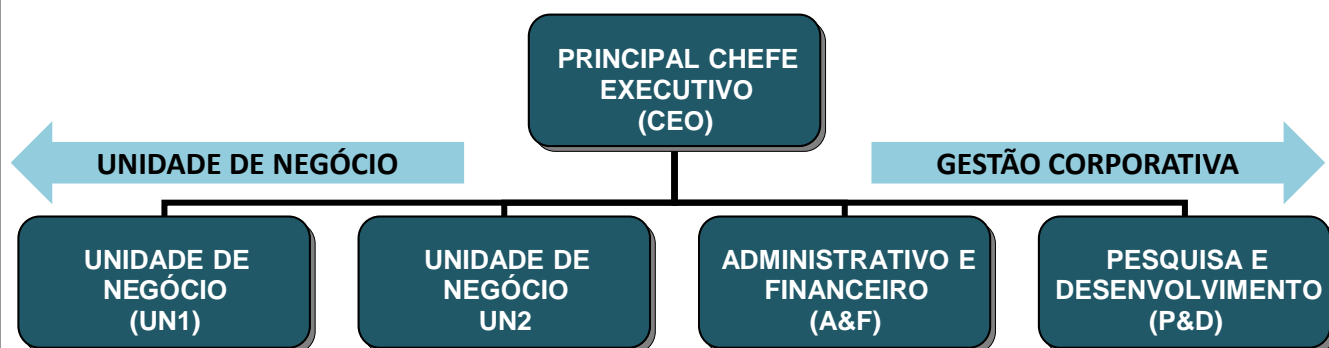 PRINCIPAL CHEFE
EXECUTIVO
(CEO)
UNIDADE DE NEGÓCIO
GESTÃO CORPORATIVA
UNIDADE DE
NEGÓCIO
(UN1)
UNIDADE DE
NEGÓCIO
UN2
ADMINISTRATIVO E
FINANCEIRO
(A&F)
PESQUISA E
DESENVOLVIMENTO
(P&D)